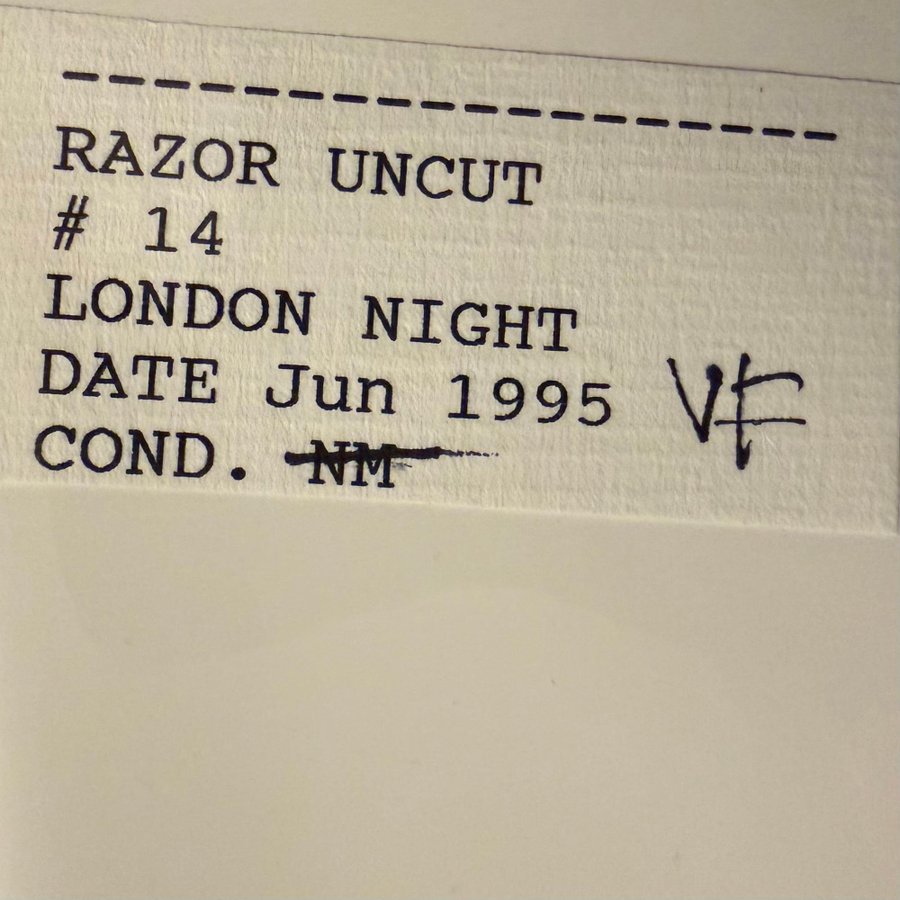 ------------------
RAZOR UNCUT
# 14
LONDON NIGHT
DATE Jun 1995 VF
COND. NM